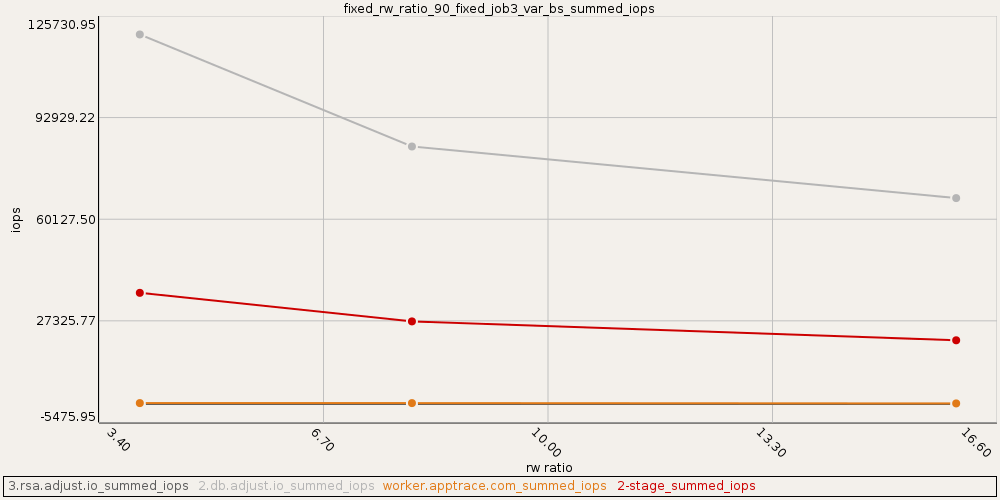 fixed_rw_ratio_90_fixed_job3_var_bs_summed_iops
125730.95
92929.22
60127.50
27325.77
-5475.95
iops
3.40 6.70 10.00 13.30 16.60
rw ratio
3.rsa.adjust.io_summed_iops 2.db.adjust.io_summed_iops worker.apptrace.com_summed_iops 2-stage_summed_iops